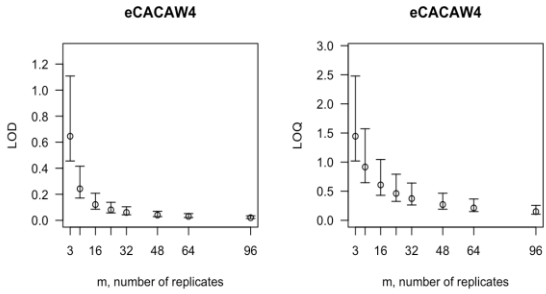 eCACAW4
LOD
1.2
1.0
0.8
0.6
0.4
0.2
0.0
3 16 32 48 64 96
m, number of replicates
eCACAW4
LOQ
3.0
2.5
2.0
1.5
1.0
0.5
0.0
3 16 32 48 64 96
m, number of replicates